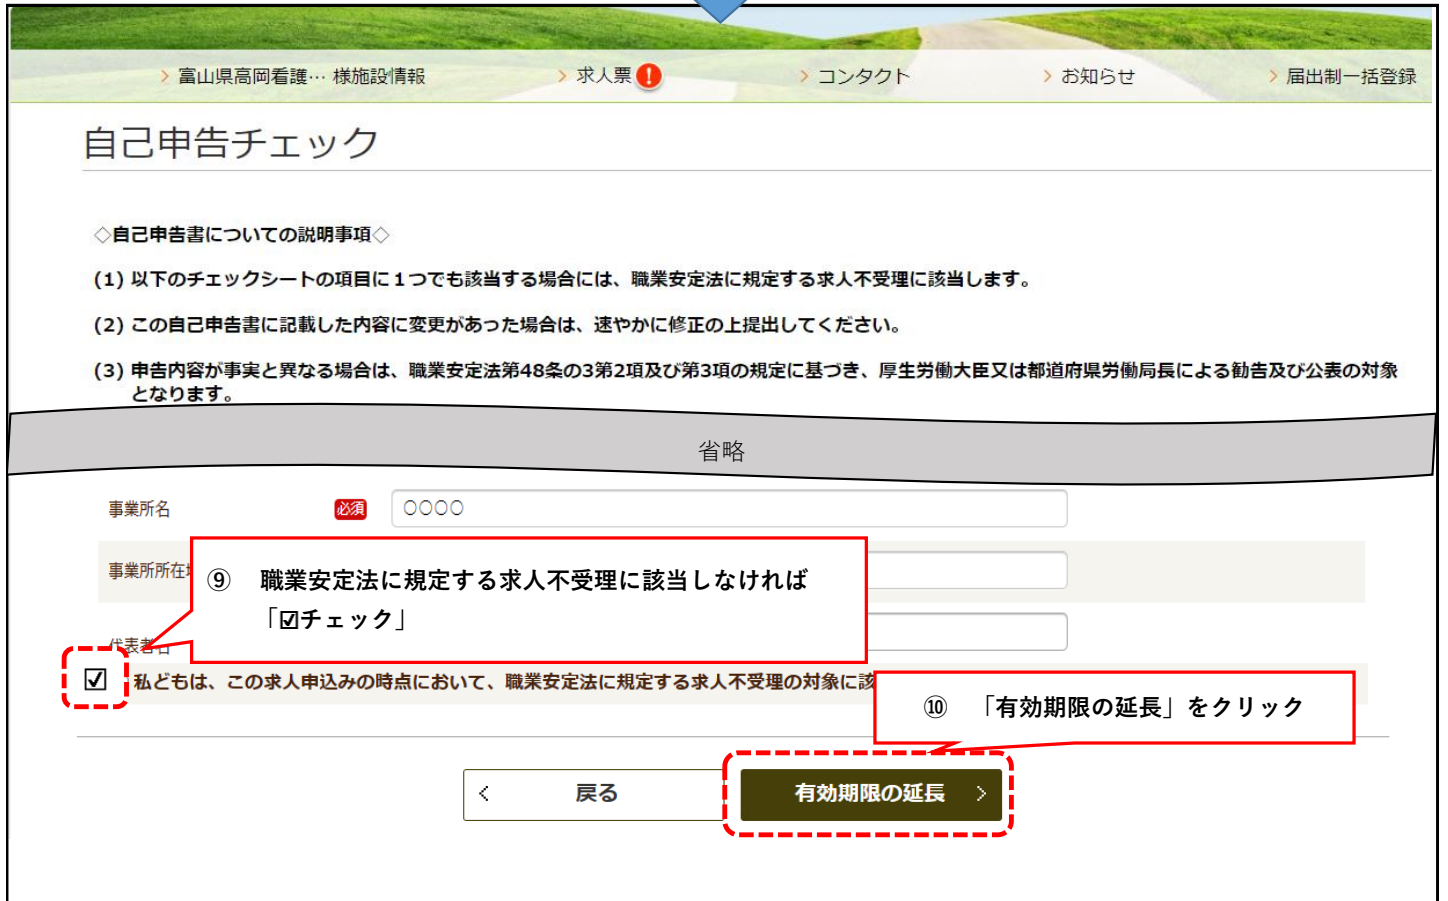 > 富山県高岡看護… 様施設情報 > 求人票 ! > コンタクト > お知らせ > 届出制一括登録
自己申告チェック
◇自己申告書についての説明事項◇
(1) 以下のチェックシートの項目に１つでも該当する場合には、職業安定法に規定する求人不受理に該当します。
(2) この自己申告書に記載した内容に変更があった場合は、速やかに修正の上提出してください。
(3) 申告内容が事実と異なる場合は、職業安定法第48条の3第2項及び第3項の規定に基づき、厚生労働大臣又は都道府県労働局長による勧告及び公表の対象
となります。
省略
事業所名 必須 ○○○○
事業所所在
⑨ 職業安定法に規定する求人不受理に該当しなければ
「☑チェック」
代表者名
☑ 私どもは、この求人申込みの時点において、職業安定法に規定する求人不受理の対象に該
⑩ 「有効期限の延長」をクリック
< 戻る
有効期限の延長 >